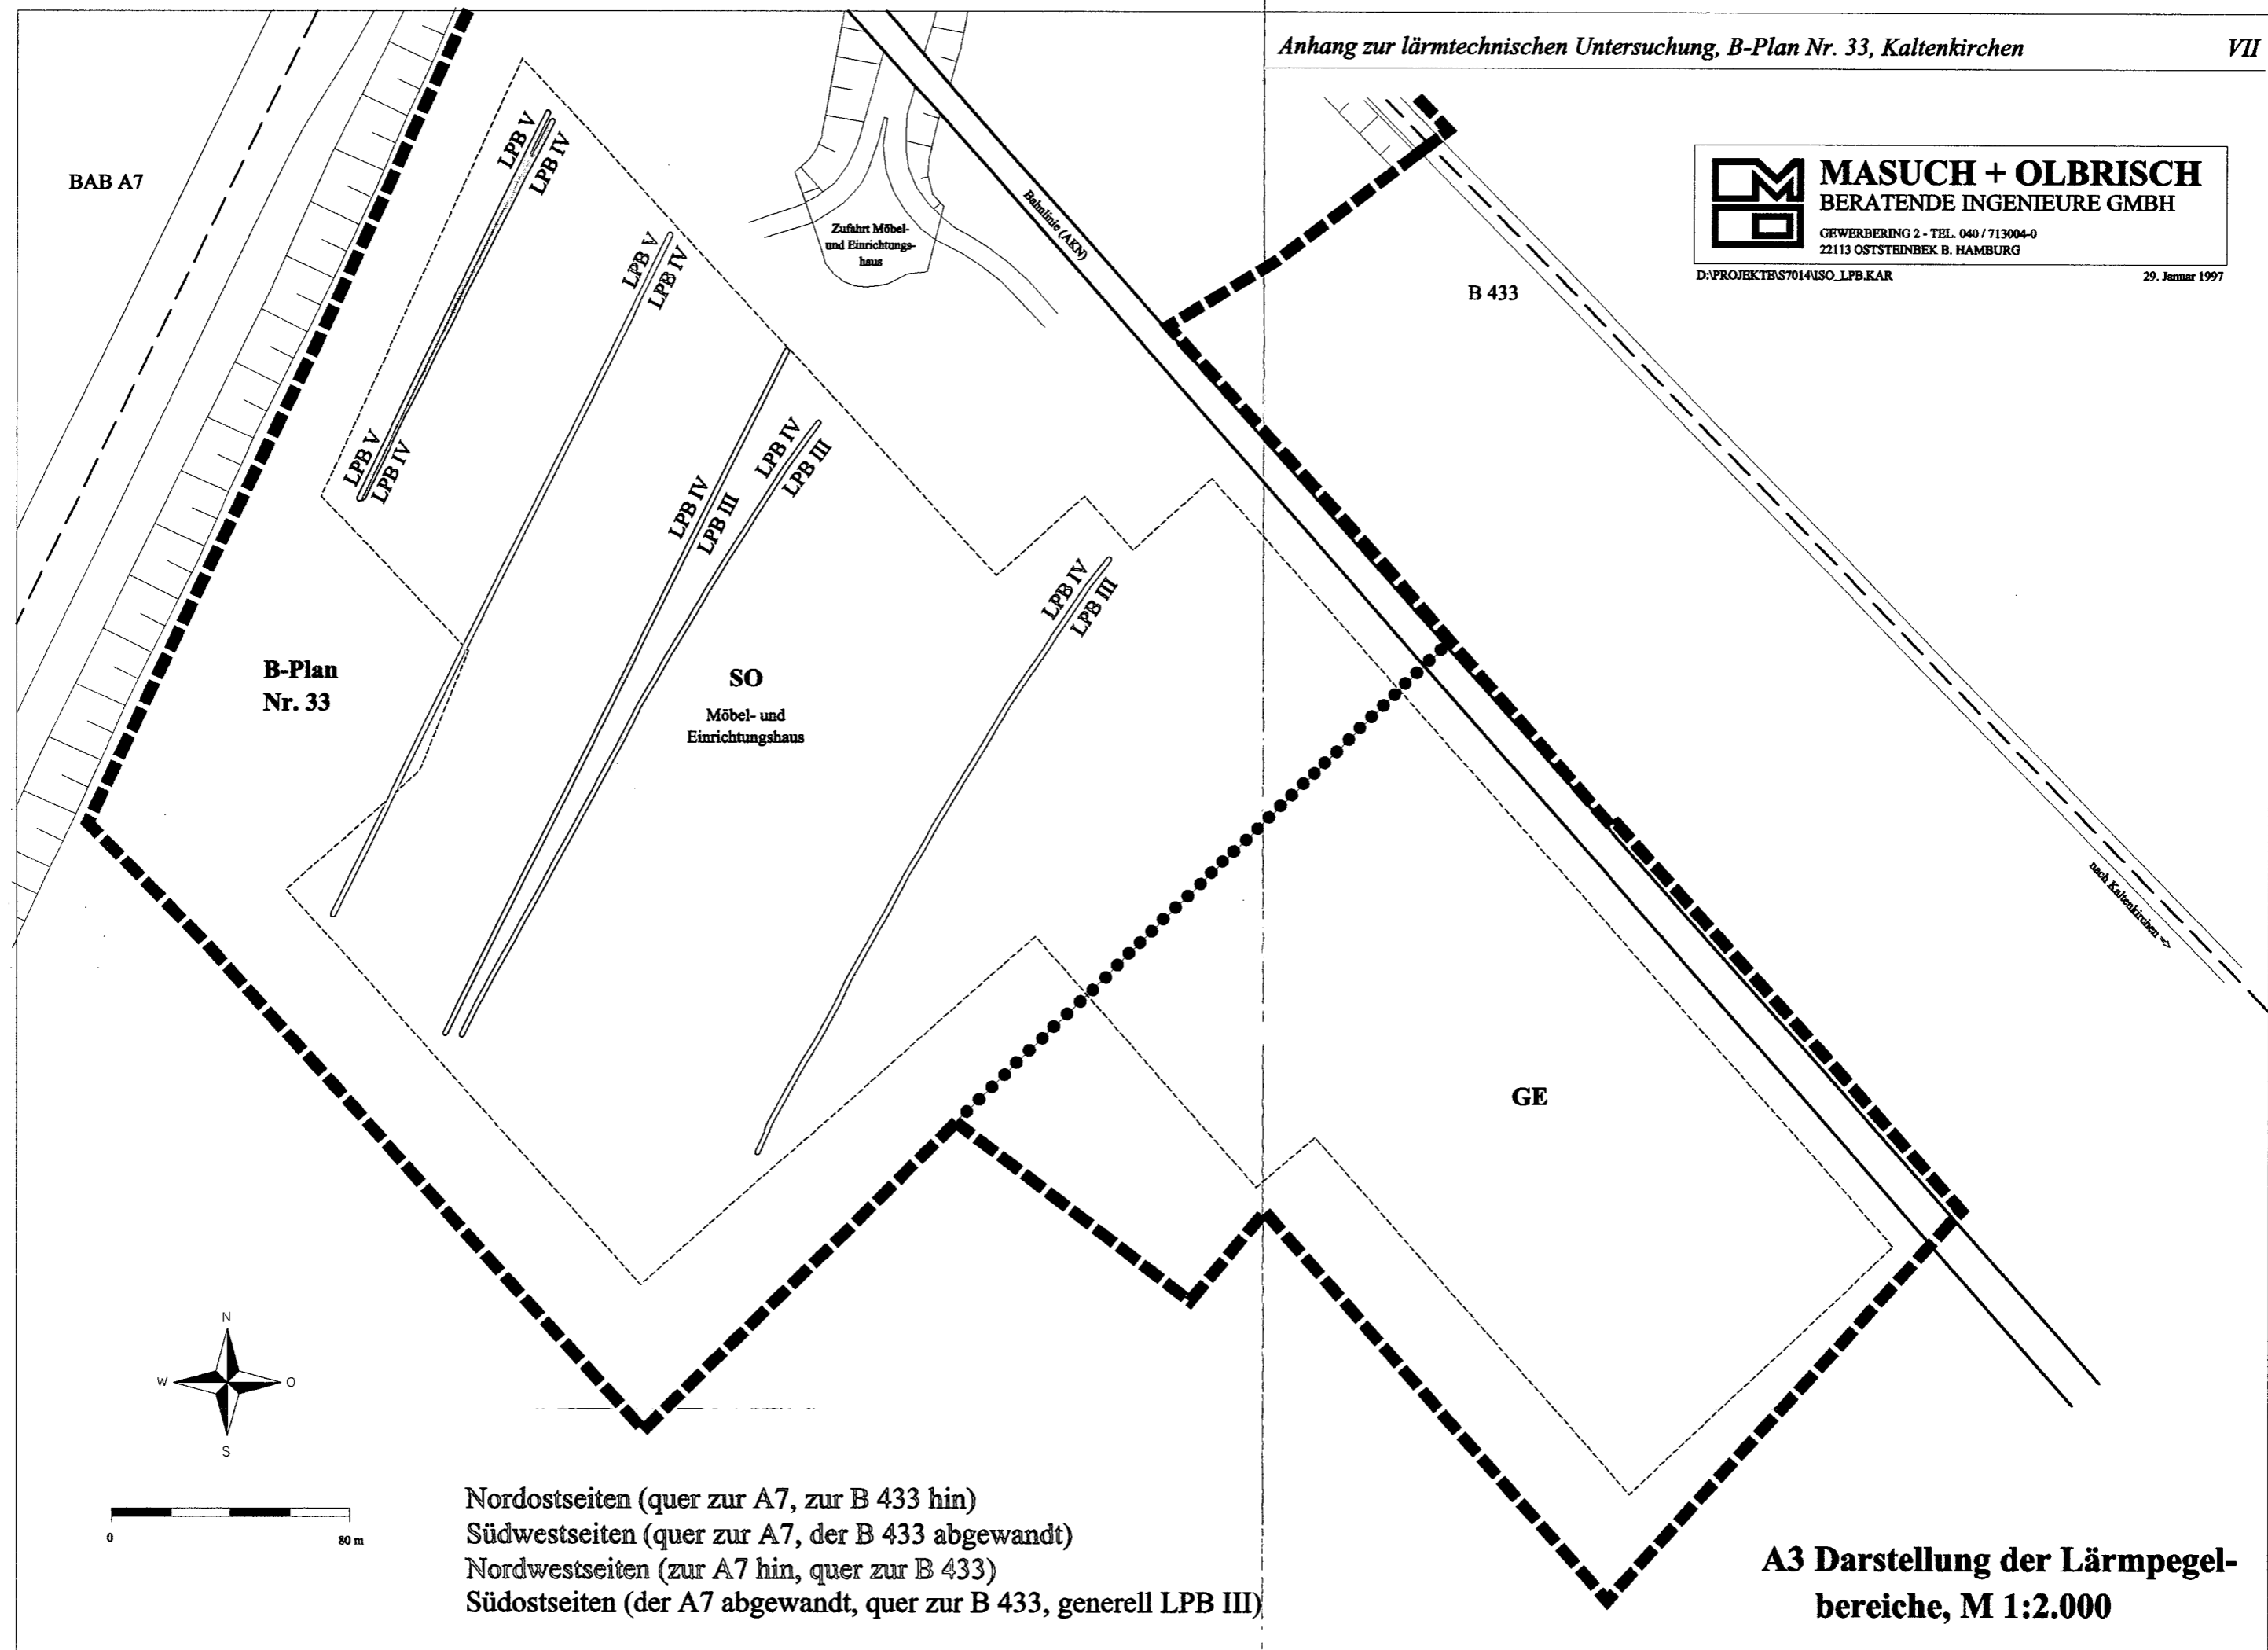 Anhang zur lärmtechnischen Untersuchung, B-Plan Nr. 33, Kaltenkirchen VII
MASUCH + OLBRISCH
BERATENDE INGENIEURE GMBH
GEWERBERING 2 - TEL. 040 / 713004-0
22113 OSTSTEINBEK B. HAMBURG
D:\PROJEKTE\S7014\ISO_LPB.KAR 29. Januar 1997
BAB A7
LPB V
LPB IV
Zufahrt Möbel-
und Einrichtungs-
haus
Bahnlinie (AKN)
B 433
LPB V
LPB IV
LPB V
LPB IV
LPB IV
LPB III
LPB IV
LPB III
LPB IV
LPB III
B-Plan
Nr. 33
SO
Möbel- und
Einrichtungshaus
nach Kaltenkirchen =>
GE
N
W O
S
0 80 m
Nordostseiten (quer zur A7, zur B 433 hin)
Südwestseiten (quer zur A7, der B 433 abgewandt)
Nordwestseiten (zur A7 hin, quer zur B 433)
Südostseiten (der A7 abgewandt, quer zur B 433, generell LPB III)
A3 Darstellung der Lärmpegel-
bereiche, M 1:2.000